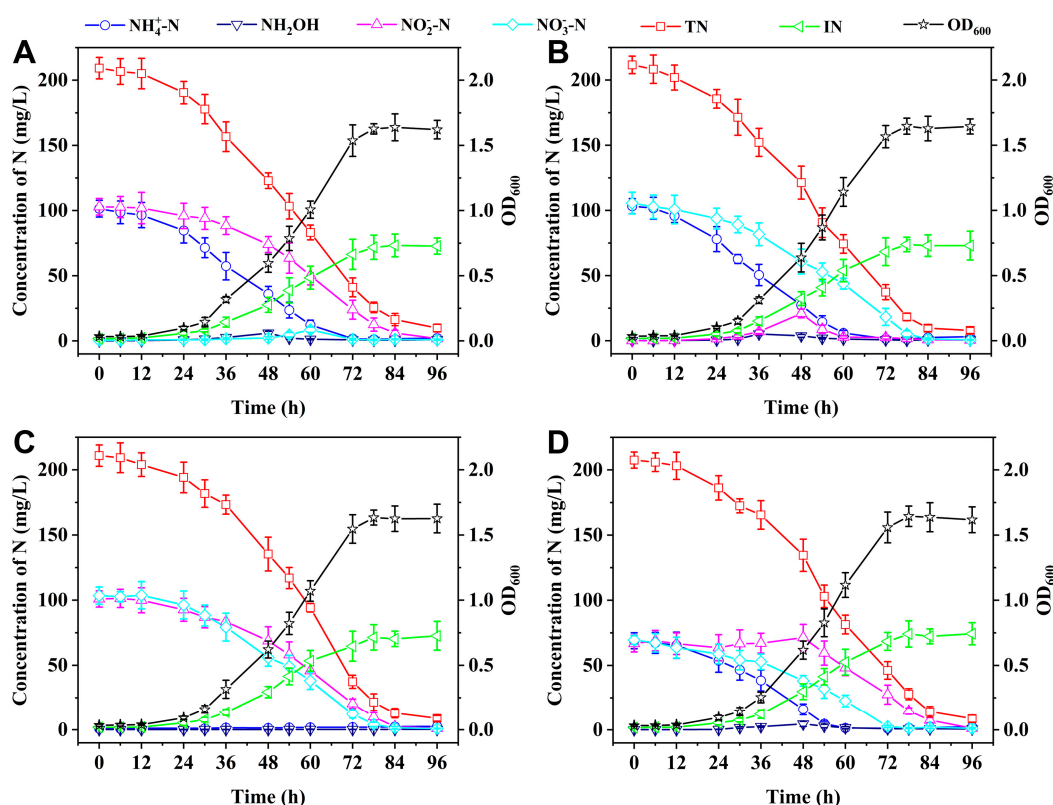 NH₄⁺-N NH₂OH NO₂⁻-N NO₃⁻-N TN IN OD₆₀₀
A
B
Concentration of N (mg/L)
200
150
100
50
0
2.0
1.5
1.0
0.5
0.0
OD₆₀₀
0 12 24 36 48 60 72 84 96
Time (h)
Concentration of N (mg/L)
200
150
100
50
0
2.0
1.5
1.0
0.5
0.0
OD₆₀₀
0 12 24 36 48 60 72 84 96
Time (h)
C
D
Concentration of N (mg/L)
200
150
100
50
0
2.0
1.5
1.0
0.5
0.0
OD₆₀₀
0 12 24 36 48 60 72 84 96
Time (h)
Concentration of N (mg/L)
200
150
100
50
0
2.0
1.5
1.0
0.5
0.0
OD₆₀₀
0 12 24 36 48 60 72 84 96
Time (h)